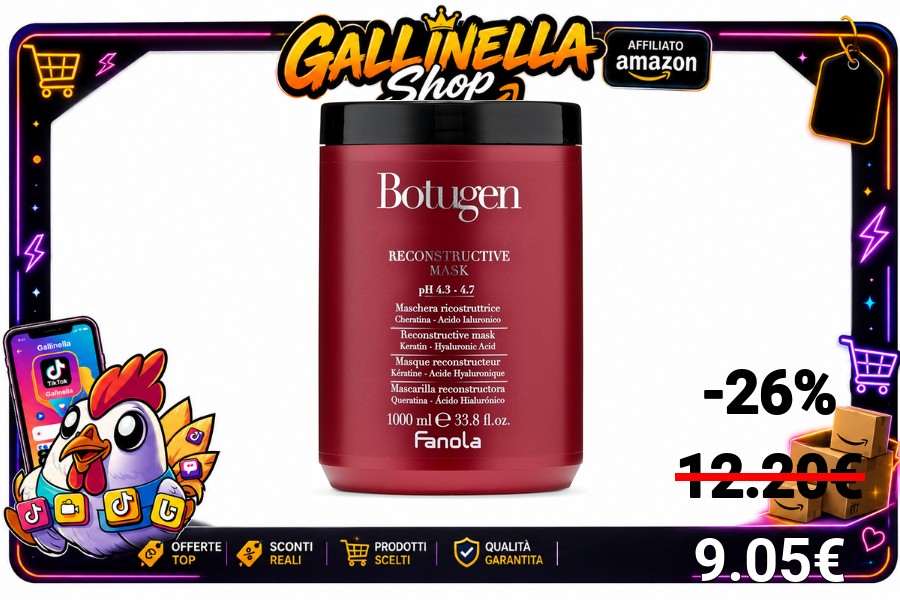 GALLINELLA
Shop
AFFILIATO
amazon
Botugen
RECONSTRUCTIVE
MASK
pH 4.3 - 4.7
Maschera ricostruttrice
Cheratina - Acido Ialuronico
Reconstructive mask
Keratin - Hyaluronic Acid
Masque reconstructeur
Kératine - Acide Hyaluronique
Mascarilla reconstructora
Queratina - Ácido Hialurónico
1000 ml ℮ 33.8 fl.oz.
Fanola
Gallinella
TikTok
Gallinella
-26%
12.20€
9.05€
OFFERTE
TOP
SCONTI
REALI
PRODOTTI
SCELTI
QUALITÀ
GARANTITA